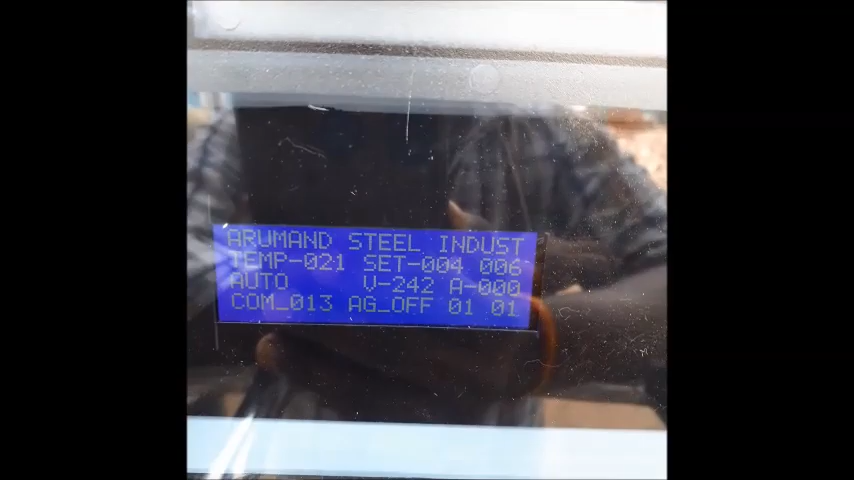 ARUMAND STEEL INDUST
TEMP-021 SET-004 006
AUTO V-242 A-000
COM_013 AG_OFF 01 01